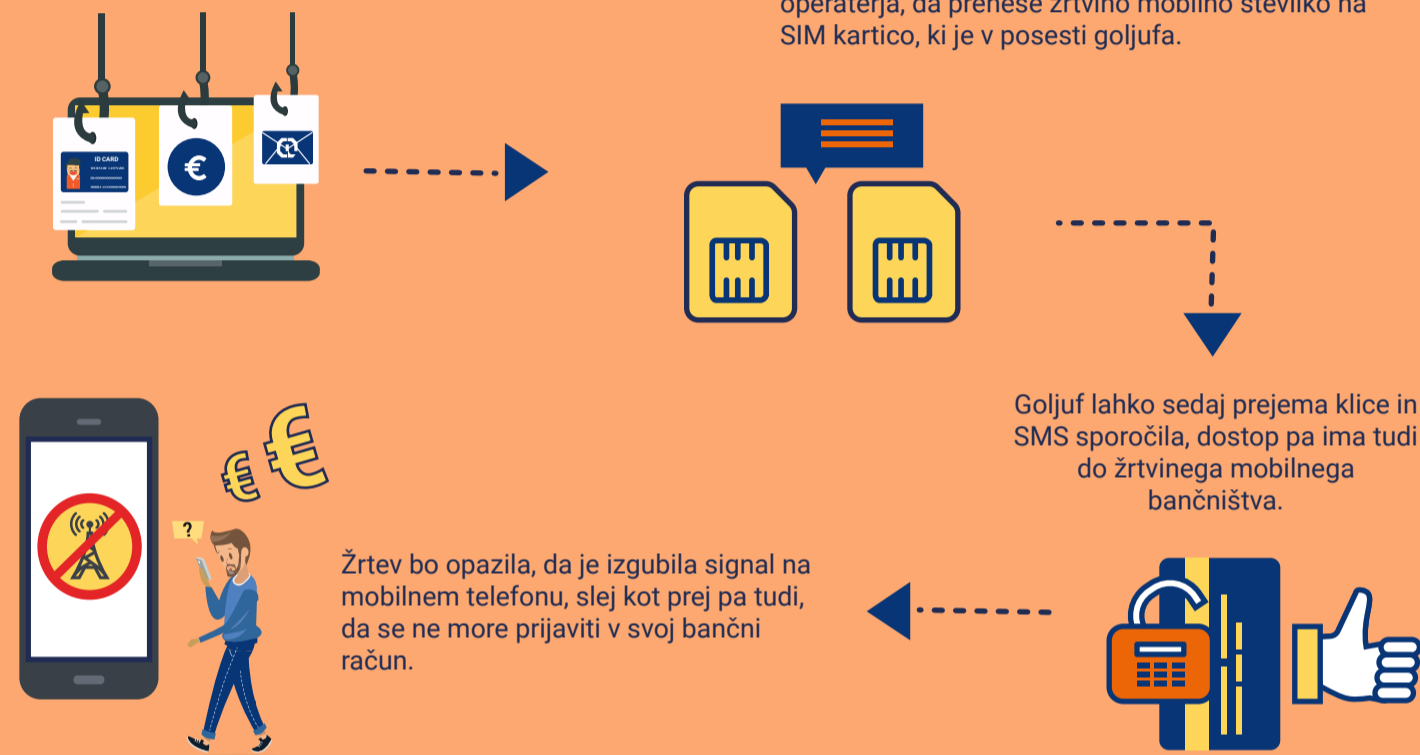 operaterja, da prenese žrtvino mobilno številko na
SIM kartico, ki je v posesti goljufa.
ID CARD
€
€
€
?
Goljuf lahko sedaj prejema klice in
SMS sporočila, dostop pa ima tudi
do žrtvinega mobilnega
bančništva.
Žrtev bo opazila, da je izgubila signal na
mobilnem telefonu, slej kot prej pa tudi,
da se ne more prijaviti v svoj bančni
račun.